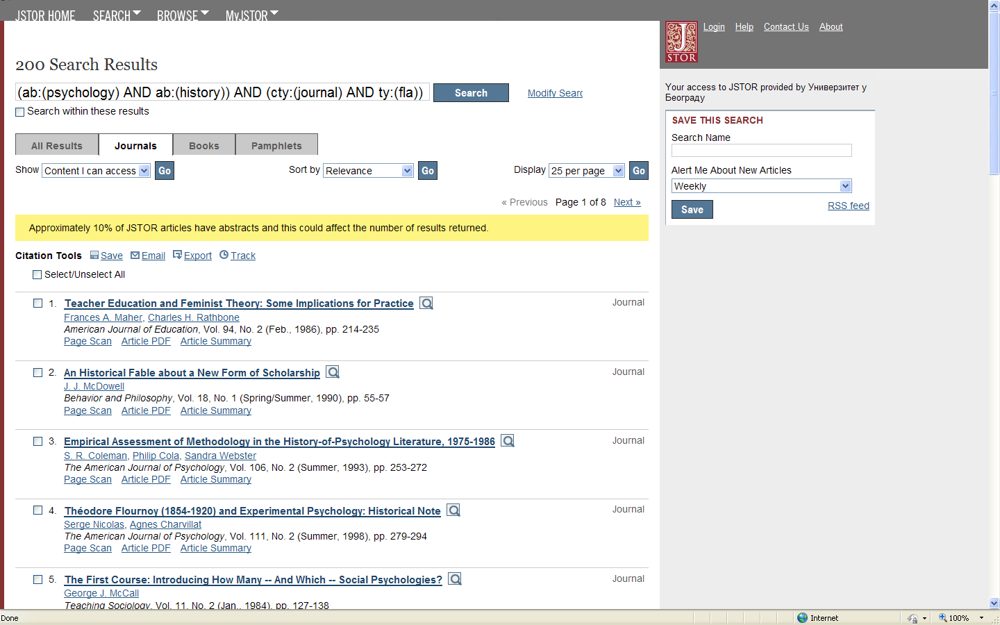 JSTOR HOME SEARCH BROWSE MyJSTOR
J
STOR
Login Help Contact Us About
200 Search Results
(ab:(psychology) AND ab:(history)) AND (cty:(journal) AND ty:(fla))
Search
Modify Searc
Search within these results
Your access to JSTOR provided by Универзитет у
Београду
SAVE THIS SEARCH
Search Name
Alert Me About New Articles
Weekly
Save
RSS feed
All Results Journals Books Pamphlets
Show Content I can access Go Sort by Relevance Go Display 25 per page Go
« Previous Page 1 of 8 Next »
Approximately 10% of JSTOR articles have abstracts and this could affect the number of results returned.
Citation Tools Save Email Export Track
Select/Unselect All
1. Teacher Education and Feminist Theory: Some Implications for Practice Journal
Frances A. Maher, Charles H. Rathbone
American Journal of Education, Vol. 94, No. 2 (Feb., 1986), pp. 214-235
Page Scan Article PDF Article Summary
2. An Historical Fable about a New Form of Scholarship Journal
J. J. McDowell
Behavior and Philosophy, Vol. 18, No. 1 (Spring/Summer, 1990), pp. 55-57
Page Scan Article PDF Article Summary
3. Empirical Assessment of Methodology in the History-of-Psychology Literature, 1975-1986 Journal
S. R. Coleman, Philip Cola, Sandra Webster
The American Journal of Psychology, Vol. 106, No. 2 (Summer, 1993), pp. 253-272
Page Scan Article PDF Article Summary
4. Théodore Flournoy (1854-1920) and Experimental Psychology: Historical Note Journal
Serge Nicolas, Agnes Charvillat
The American Journal of Psychology, Vol. 111, No. 2 (Summer, 1998), pp. 279-294
Page Scan Article PDF Article Summary
5. The First Course: Introducing How Many -- And Which -- Social Psychologies? Journal
George J. McCall
Teaching Sociology, Vol. 11, No. 2 (Jan., 1984), pp. 127-138
Done Internet 100%